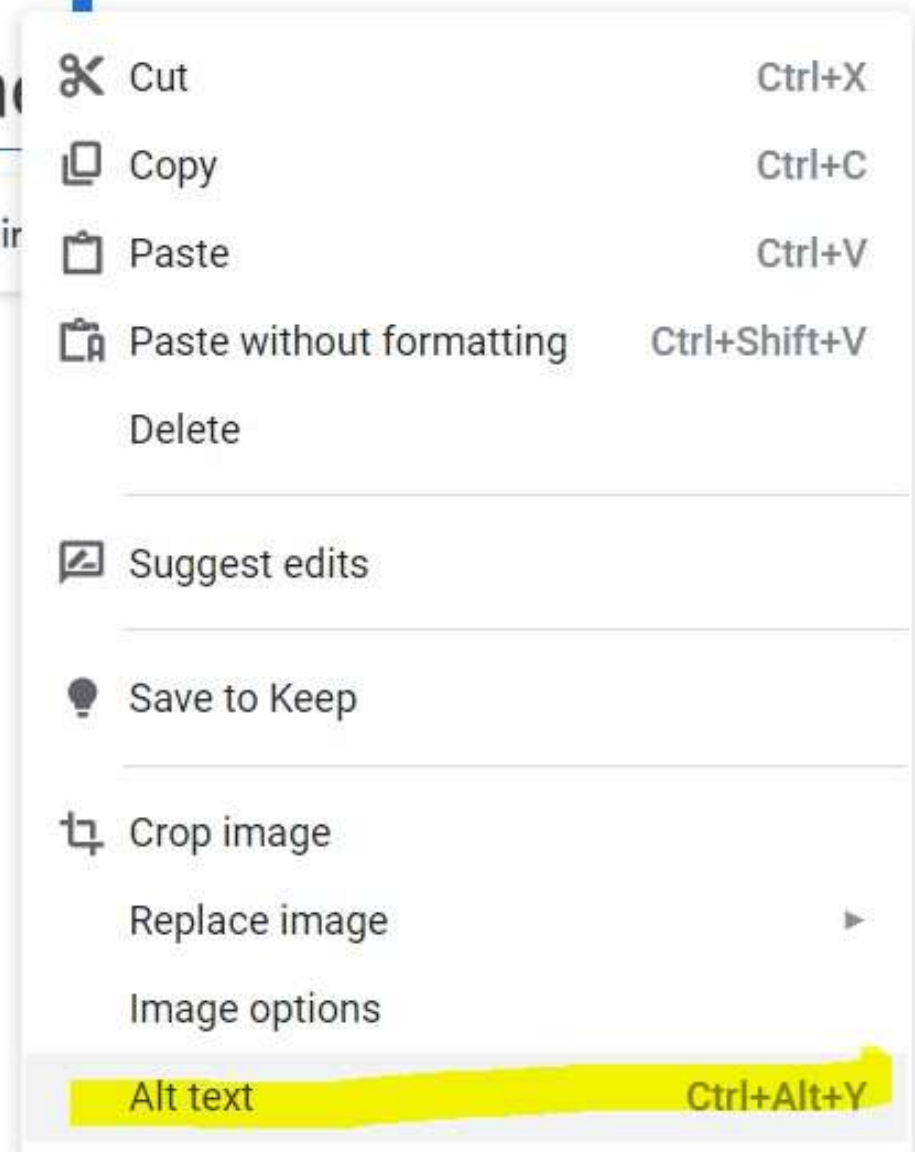 Cut Ctrl+X
Copy Ctrl+C
Paste Ctrl+V
Paste without formatting Ctrl+Shift+V
Delete
Suggest edits
Save to Keep
Crop image
Replace image
Image options
Alt text Ctrl+Alt+Y